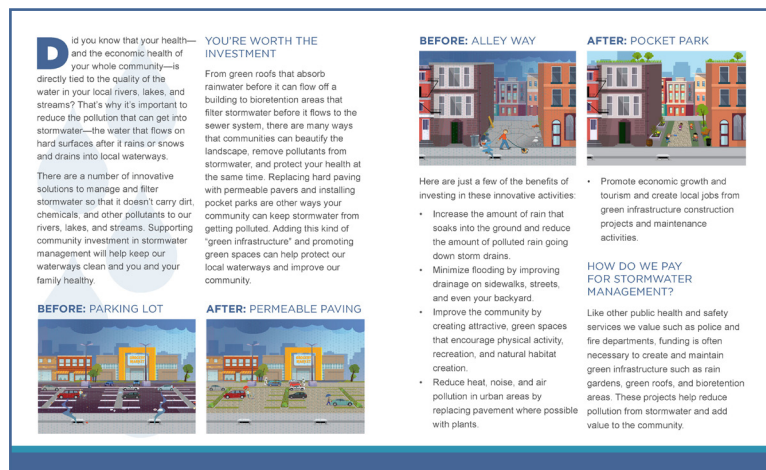 Did you know that your health—
and the economic health of
your whole community—is
directly tied to the quality of the
water in your local rivers, lakes, and
streams? That’s why it’s important to
reduce the pollution that can get into
stormwater—the water that flows on
hard surfaces after it rains or snows
and drains into local waterways.
There are a number of innovative
solutions to manage and filter
stormwater so that it doesn’t carry dirt,
chemicals, and other pollutants to our
rivers, lakes, and streams. Supporting
community investment in stormwater
management will help keep our
waterways clean and you and your
family healthy.
YOU’RE WORTH THE
INVESTMENT
From green roofs that absorb
rainwater before it can flow off a
building to bioretention areas that
filter stormwater before it flows to the
sewer system, there are many ways
that communities can beautify the
landscape, remove pollutants from
stormwater, and protect your health at
the same time. Replacing hard paving
with permeable pavers and installing
pocket parks are other ways your
community can keep stormwater from
getting polluted. Adding this kind of
“green infrastructure” and promoting
green spaces can help protect our
local waterways and improve our
community.
BEFORE: PARKING LOT
AFTER: PERMEABLE PAVING
BEFORE: ALLEY WAY
AFTER: POCKET PARK
Here are just a few of the benefits of
investing in these innovative activities:
• Increase the amount of rain that
soaks into the ground and reduce
the amount of polluted rain going
down storm drains.
• Minimize flooding by improving
drainage on sidewalks, streets,
and even your backyard.
• Improve the community by
creating attractive, green spaces
that encourage physical activity,
recreation, and natural habitat
creation.
• Reduce heat, noise, and air
pollution in urban areas by
replacing pavement where possible
with plants.
• Promote economic growth and
tourism and create local jobs from
green infrastructure construction
projects and maintenance
activities.
HOW DO WE PAY
FOR STORMWATER
MANAGEMENT?
Like other public health and safety
services we value such as police and
fire departments, funding is often
necessary to create and maintain
green infrastructure such as rain
gardens, green roofs, and bioretention
areas. These projects help reduce
pollution from stormwater and add
value to the community.